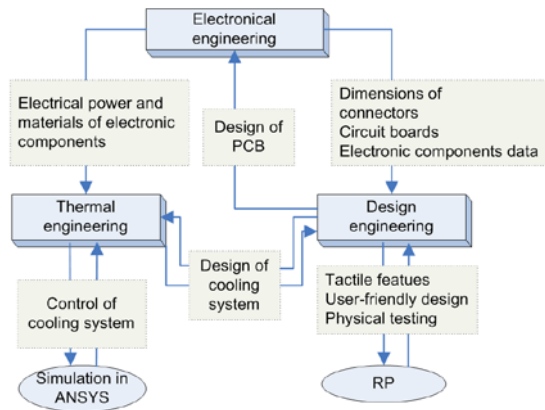 Electronical engineering
Electrical power and
materials of electronic
components
Design of
PCB
Dimensions of
connectors
Circuit boards
Electronic components data
Thermal
engineering
Design
engineering
Design of
cooling
system
Control of
cooling system
Tactile featues
User-friendly design
Physical testing
Simulation in
ANSYS
RP